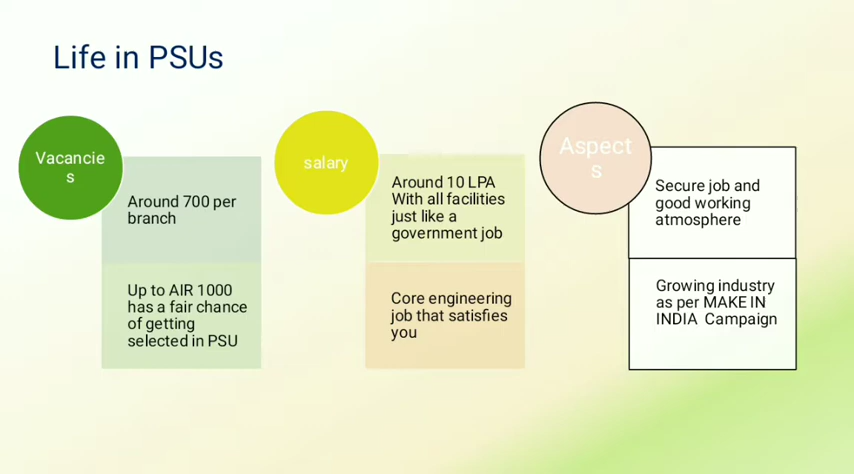 Life in PSUs
Vacancie
s
Around 700 per
branch
Up to AIR 1000
has a fair chance
of getting
selected in PSU
salary
Around 10 LPA
With all facilities
just like a
government job
Core engineering
job that satisfies
you
Aspect
s
Secure job and
good working
atmosphere
Growing industry
as per MAKE IN
INDIA Campaign